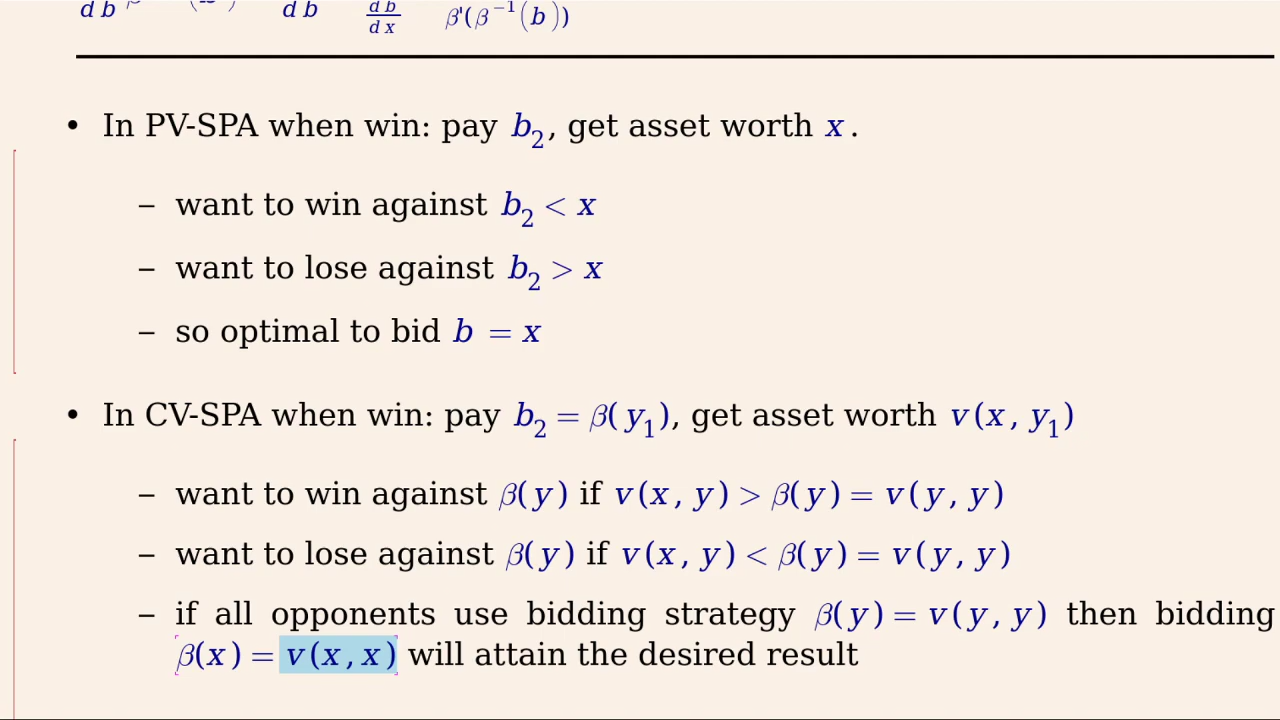 d b d b d b / d x β'(β⁻¹(b))
• In PV-SPA when win: pay b₂, get asset worth x.
– want to win against b₂ < x
– want to lose against b₂ > x
– so optimal to bid b = x
• In CV-SPA when win: pay b₂ = β(y₁), get asset worth v(x, y₁)
– want to win against β(y) if v(x, y) > β(y) = v(y, y)
– want to lose against β(y) if v(x, y) < β(y) = v(y, y)
– if all opponents use bidding strategy β(y) = v(y, y) then bidding
β(x) = v(x, x) will attain the desired result